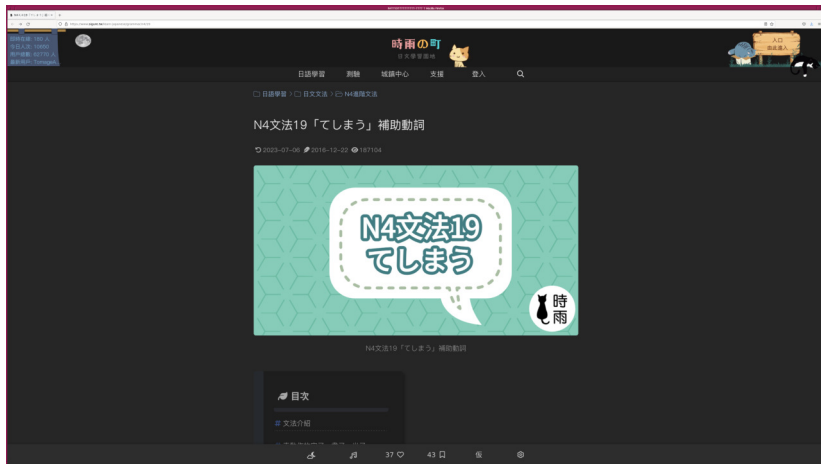 時雨の町
日文學習園地
入口
由此進入
日語學習 測驗 城鎮中心 支援 登入
日語學習 > 日文文法 > N4進階文法
N4文法19「てしまう」補助動詞
2023-07-06 2018-12-22 187104
N4文法19
てしまう
時雨
N4文法19「てしまう」補助動詞
目次
# 文法介紹
37 43